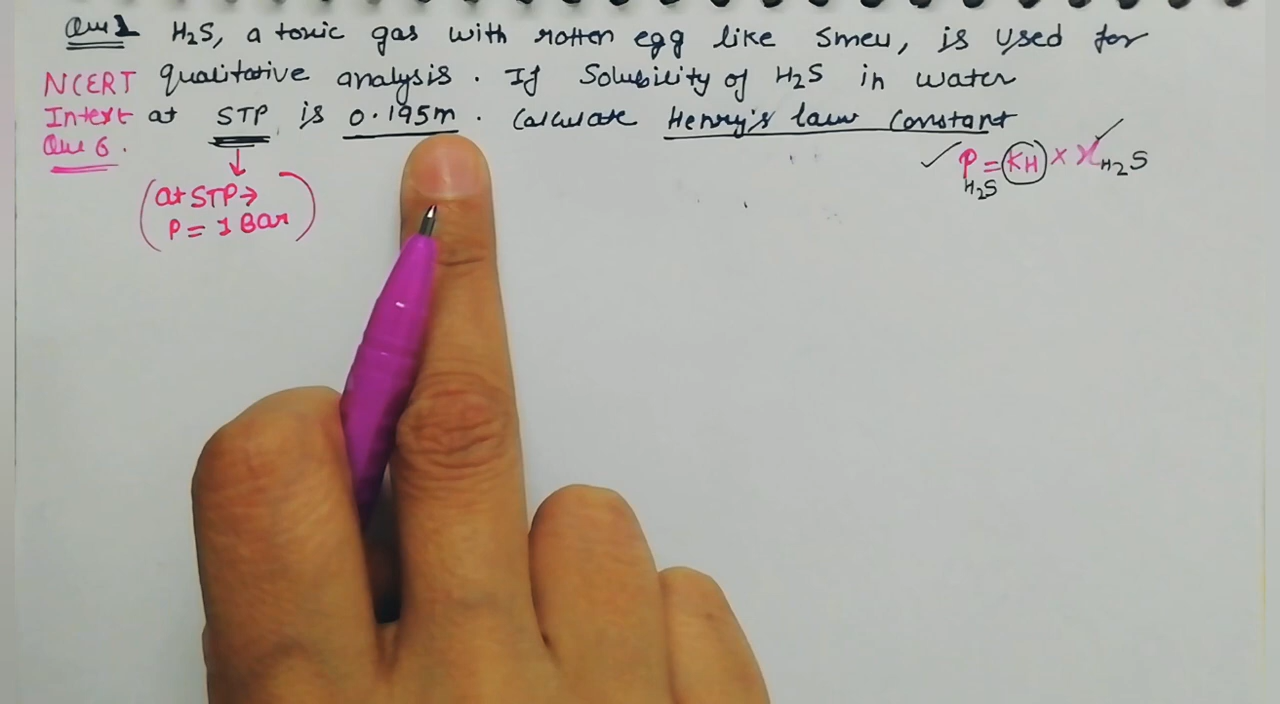 Que 1 H₂S, a toxic gas with rotten egg like smell, is used for
NCERT qualitative analysis. If Solubility of H₂S in water
Intext at STP is 0.195m. Calculate Henry's law Constant
Que 6.
P = KH × x H₂S
H₂S
(at STP→
P = 1 Bar)